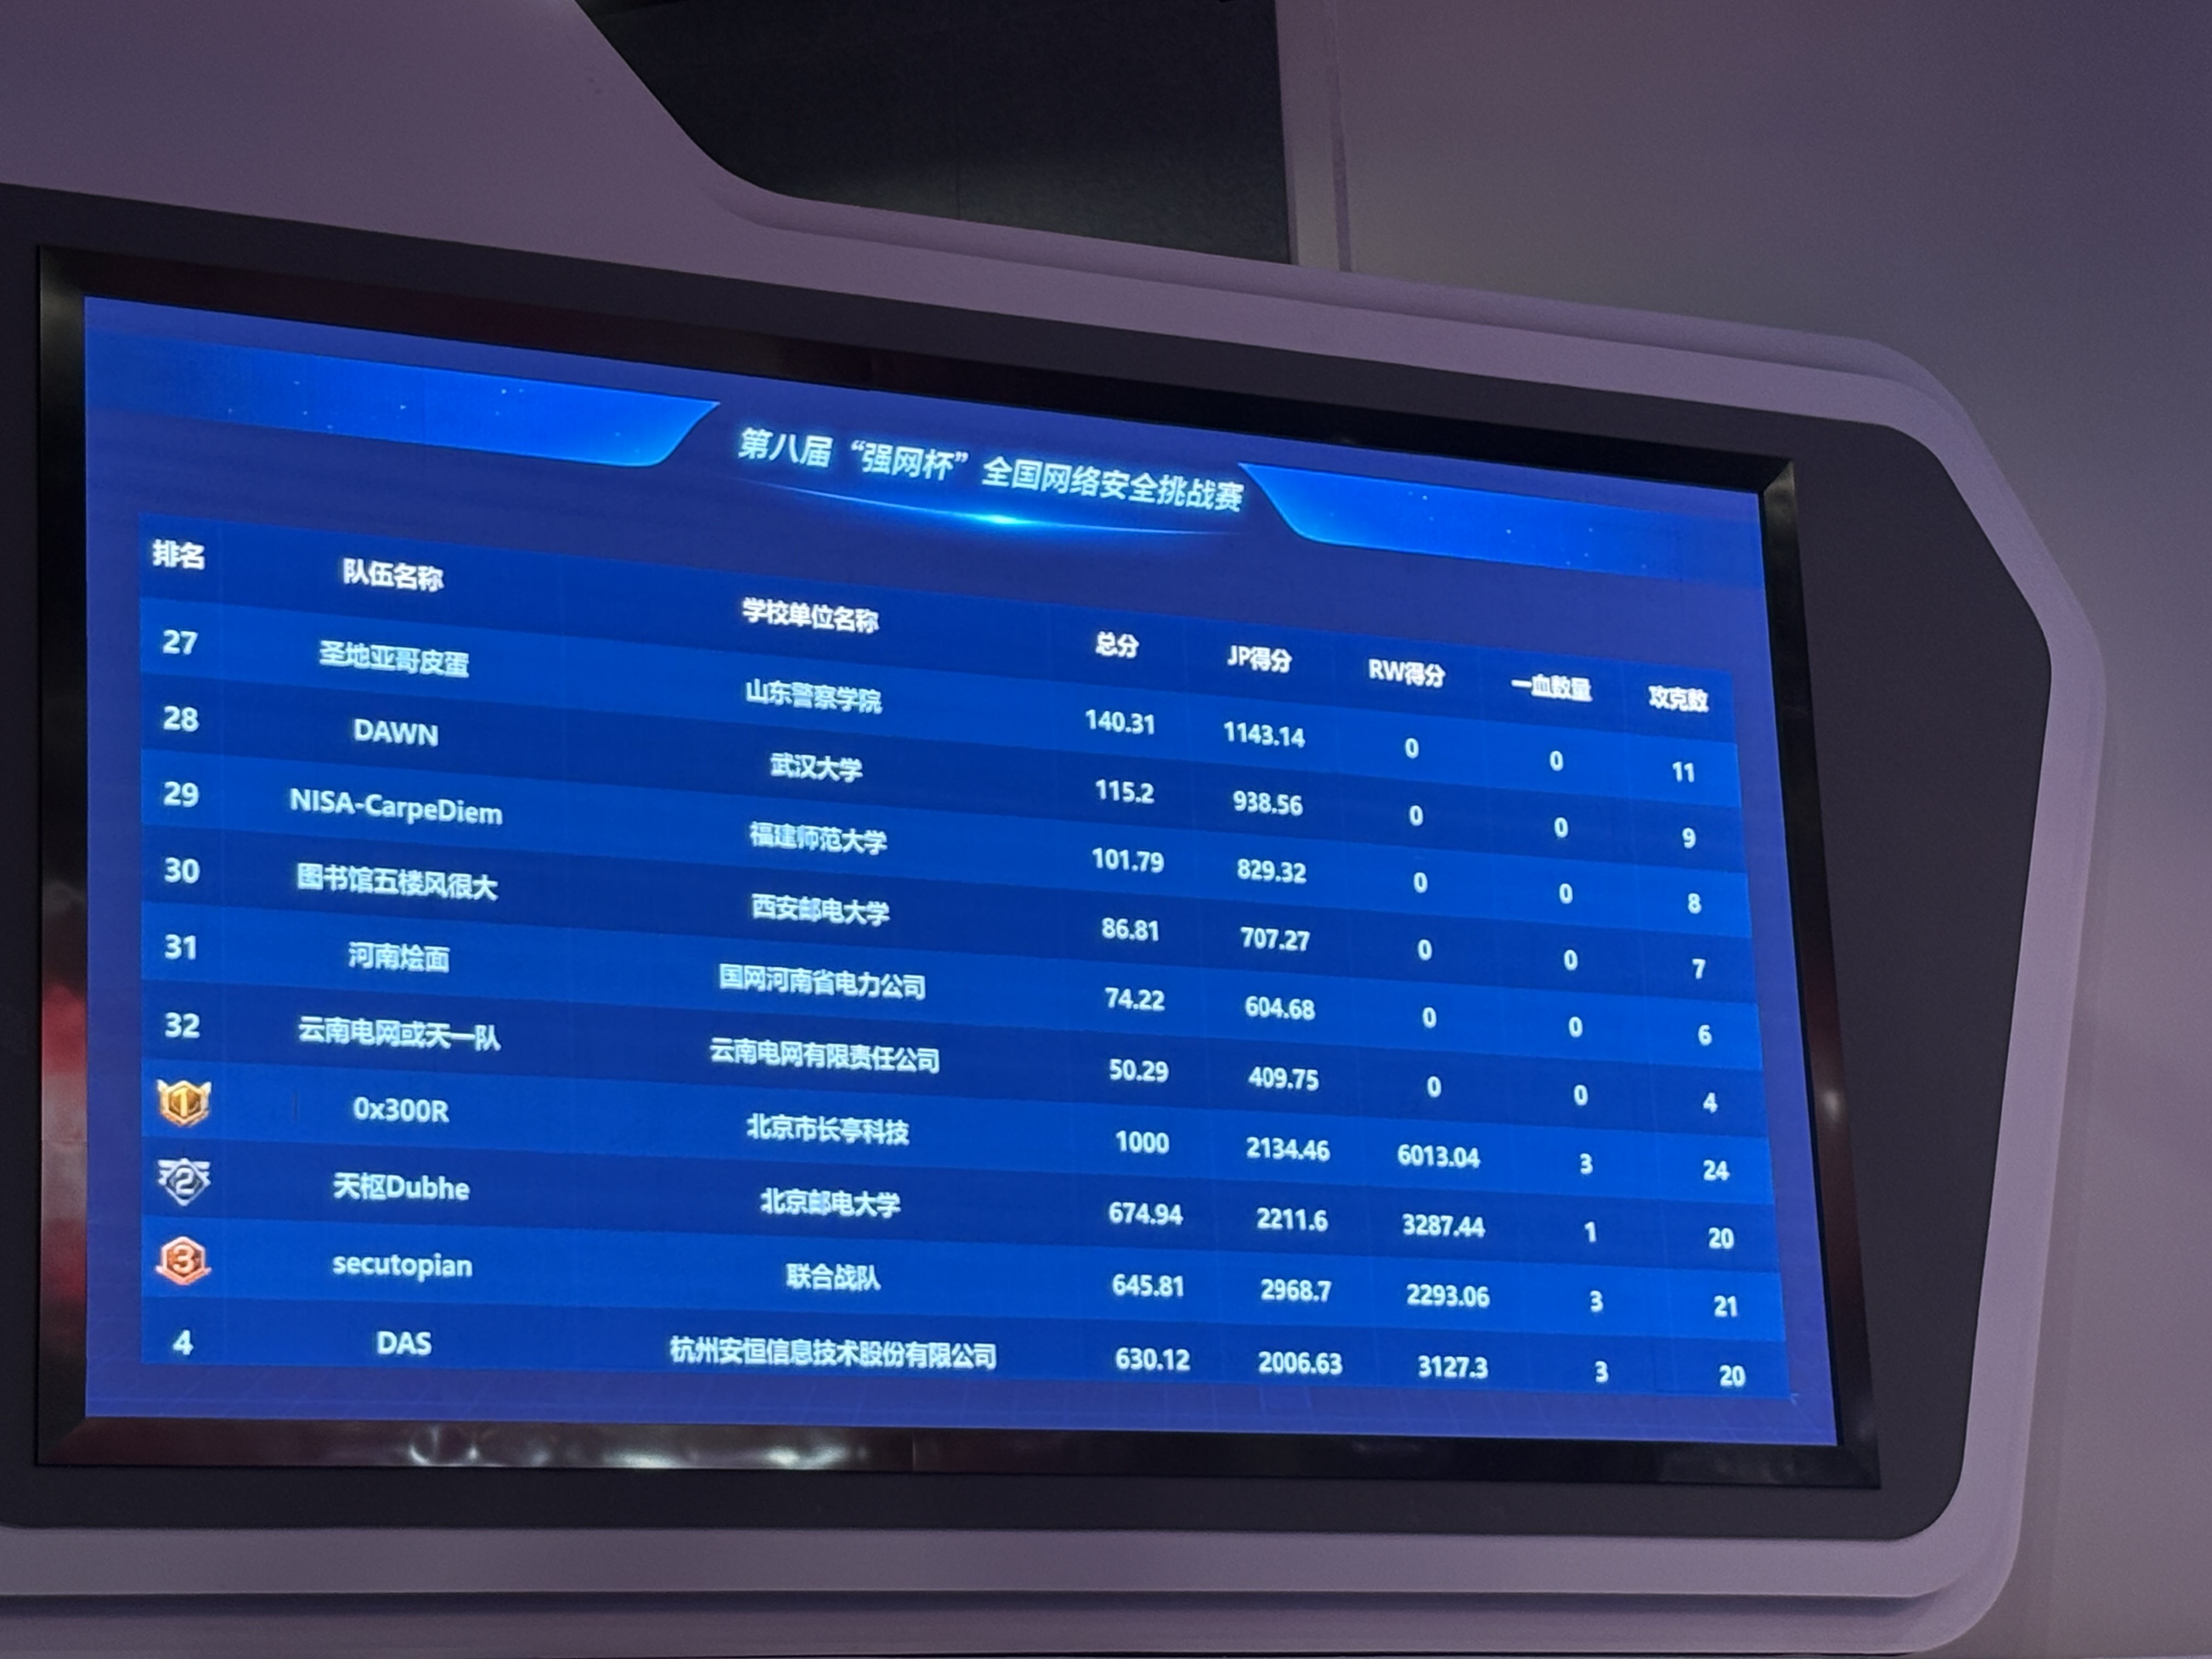 第八届“强网杯”全国网络安全挑战赛
排名 队伍名称 学校单位名称 总分 JP得分 RW得分 一血数量 攻克数
27 圣地亚哥皮蛋 山东警察学院 140.31 1143.14 0 0 11
28 DAWN 武汉大学 115.2 938.56 0 0 9
29 NISA-CarpeDiem 福建师范大学 101.79 829.32 0 0 8
30 图书馆五楼风很大 西安邮电大学 86.81 707.27 0 0 7
31 河南烩面 国网河南省电力公司 74.22 604.68 0 0 6
32 云南电网或天一队 云南电网有限责任公司 50.29 409.75 0 0 4
1 0x300R 北京市长亭科技 1000 2134.46 6013.04 3 24
2 天枢Dubhe 北京邮电大学 674.94 2211.6 3287.44 1 20
3 secutopian 联合战队 645.81 2968.7 2293.06 3 21
4 DAS 杭州安恒信息技术股份有限公司 630.12 2006.63 3127.3 3 20